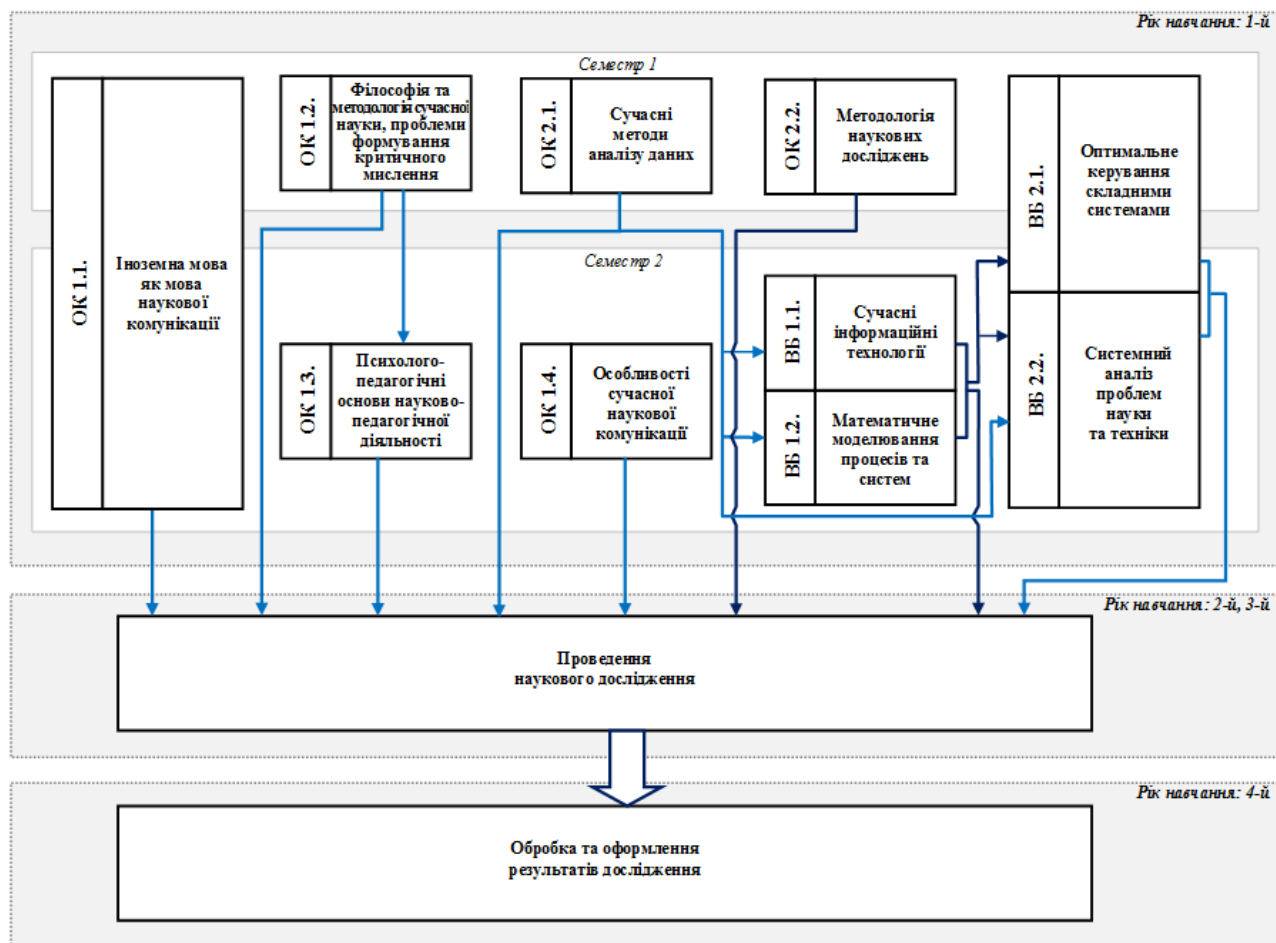 Рік навчання: 1-й
Семестр 1
ОК 1.1.
Іноземна мова
як мова
наукової
комунікації
ОК 1.2.
Філософія та
методологія сучасної
науки, проблеми
формування
критичного
мислення
ОК 2.1.
Сучасні
методи
аналізу даних
ОК 2.2.
Методологія
наукових
досліджень
ВБ 2.1.
Оптимальне
керування
складними
системами
Семестр 2
ОК 1.3.
Психолого-
педагогічні
основи науково-
педагогічної
діяльності
ОК 1.4.
Особливості
сучасної
наукової
комунікації
ВБ 1.1.
Сучасні
інформаційні
технології
ВБ 1.2.
Математичне
моделювання
процесів та
систем
ВБ 2.2.
Системний
аналіз
проблем
науки
та техніки
Рік навчання: 2-й, 3-й
Проведення
наукового дослідження
Рік навчання: 4-й
Обробка та оформлення
результатів дослідження